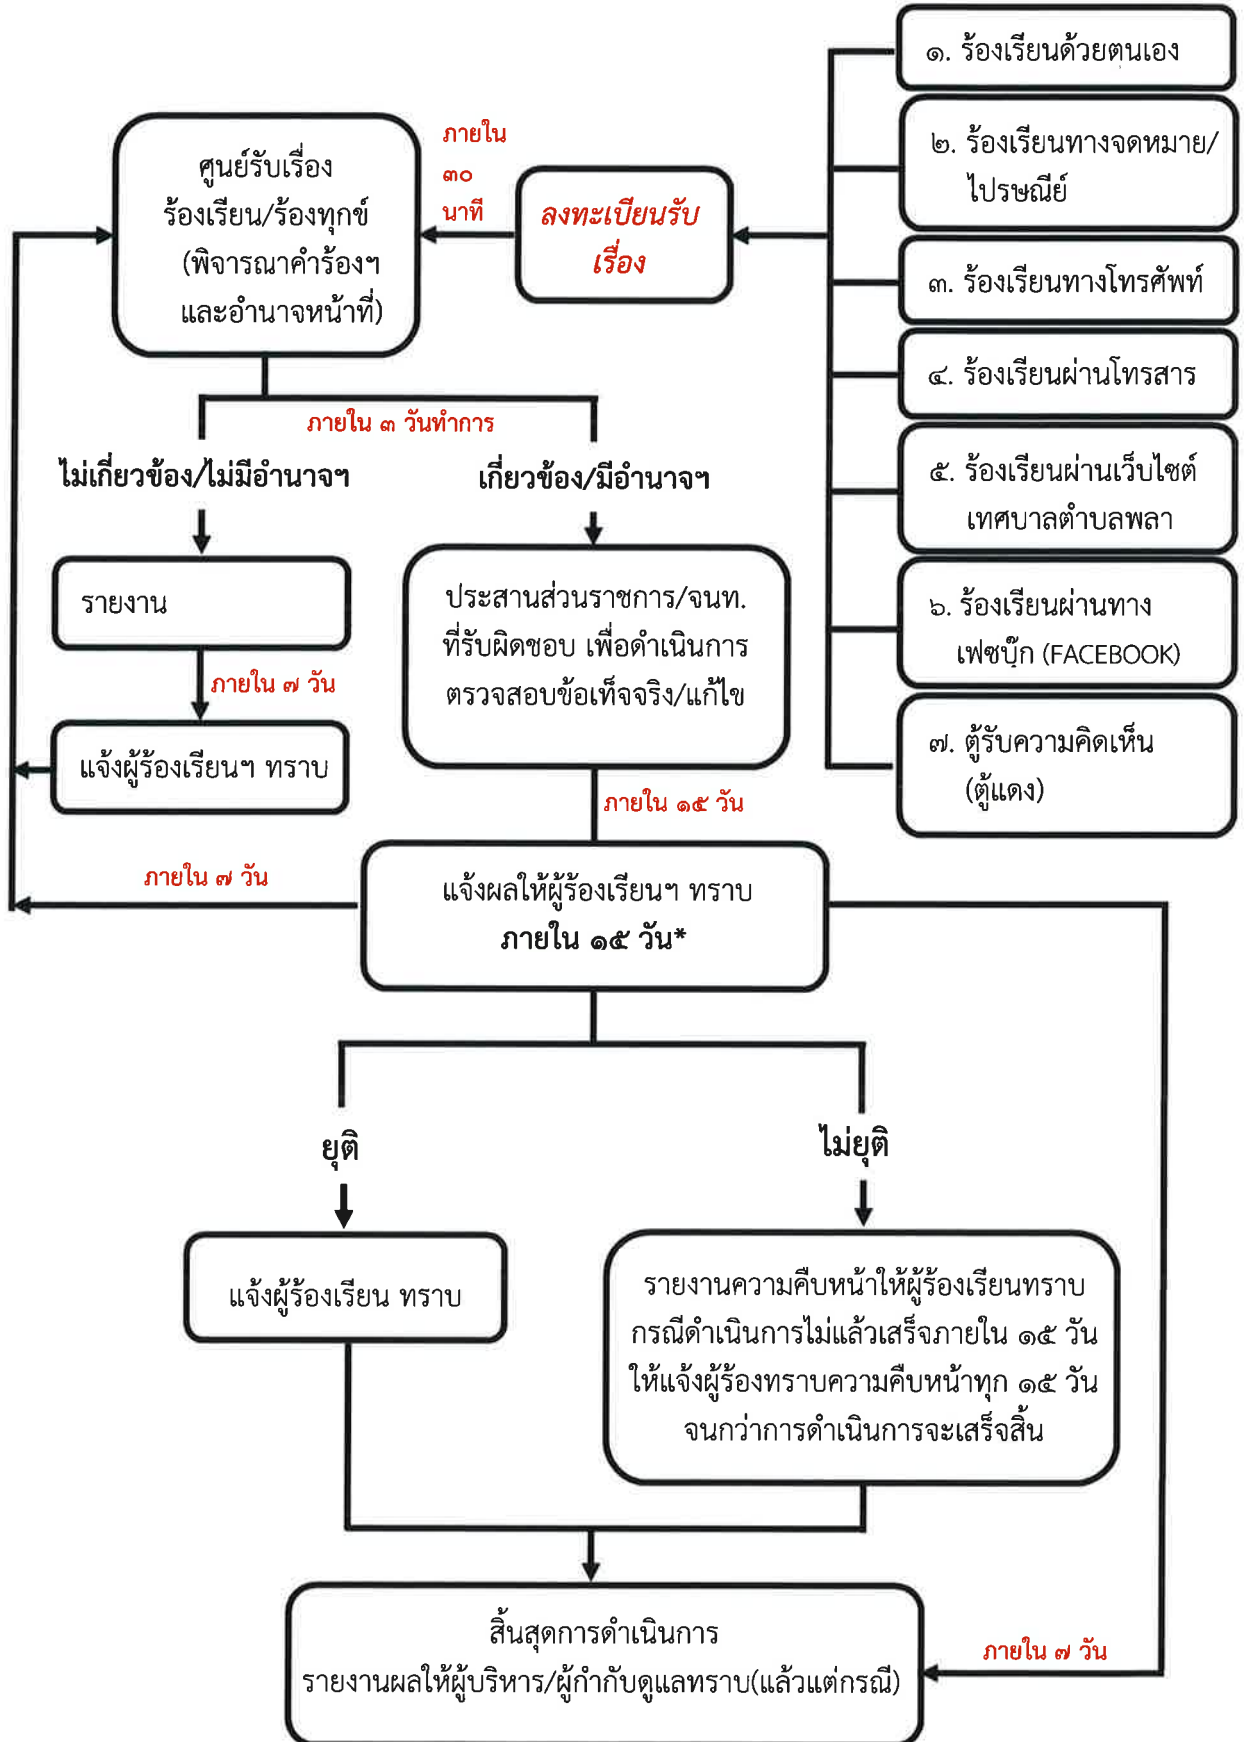 ๑. ร้องเรียนด้วยตนเอง
๒. ร้องเรียนทางจดหมาย/
ไปรษณีย์
๓. ร้องเรียนทางโทรศัพท์
๔. ร้องเรียนผ่านโทรสาร
๕. ร้องเรียนผ่านเว็บไซต์
เทศบาลตำบลพลา
๖. ร้องเรียนผ่านทาง
เฟซบุ๊ก (FACEBOOK)
๗. ตู้รับความคิดเห็น
(ตู้แดง)
ลงทะเบียนรับ
เรื่อง
ภายใน
๓๐
นาที
ศูนย์รับเรื่อง
ร้องเรียน/ร้องทุกข์
(พิจารณาคำร้องฯ
และอำนาจหน้าที่)
ภายใน ๓ วันทำการ
ไม่เกี่ยวข้อง/ไม่มีอำนาจฯ
เกี่ยวข้อง/มีอำนาจฯ
รายงาน
ภายใน ๗ วัน
แจ้งผู้ร้องเรียนฯ ทราบ
ประสานส่วนราชการ/จนท.
ที่รับผิดชอบ เพื่อดำเนินการ
ตรวจสอบข้อเท็จจริง/แก้ไข
ภายใน ๑๕ วัน
ภายใน ๗ วัน
แจ้งผลให้ผู้ร้องเรียนฯ ทราบ
ภายใน ๑๕ วัน*
ยุติ
ไม่ยุติ
แจ้งผู้ร้องเรียน ทราบ
รายงานความคืบหน้าให้ผู้ร้องเรียนทราบ
กรณีดำเนินการไม่แล้วเสร็จภายใน ๑๕ วัน
ให้แจ้งผู้ร้องทราบความคืบหน้าทุก ๑๕ วัน
จนกว่าการดำเนินการจะเสร็จสิ้น
สิ้นสุดการดำเนินการ
รายงานผลให้ผู้บริหาร/ผู้กำกับดูแลทราบ(แล้วแต่กรณี)
ภายใน ๗ วัน